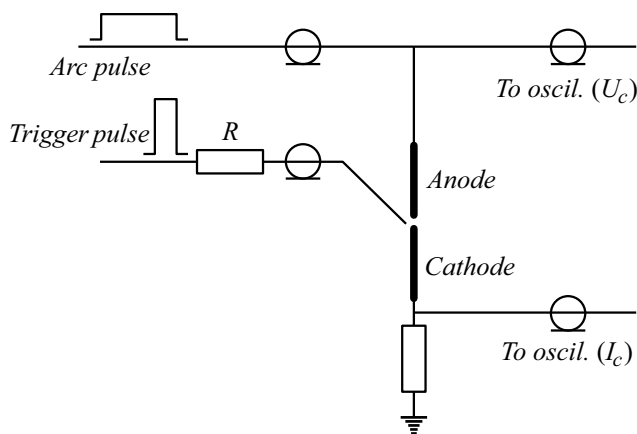 Arc pulse
To oscil. (U_c)
Trigger pulse
R
Anode
Cathode
To oscil. (I_c)